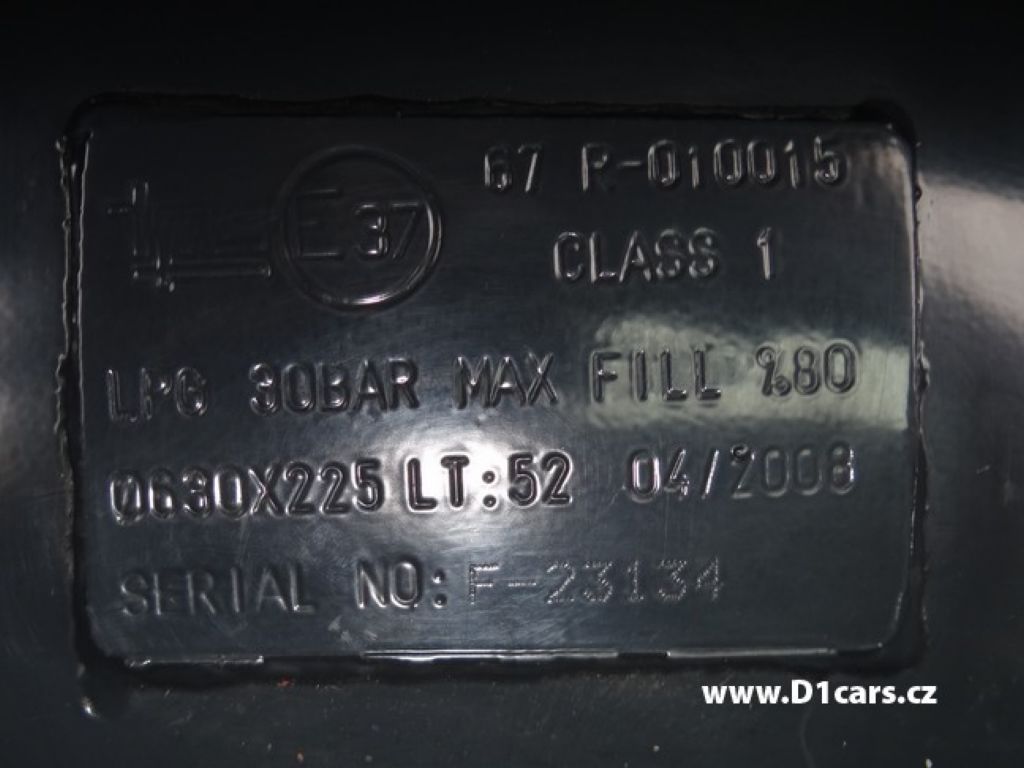 67 R-010015
E 37
CLASS 1
LPG 30BAR MAX FILL %80
Ø630X225 LT:52 04/2008
SERIAL NO: F-23134
www.D1cars.cz